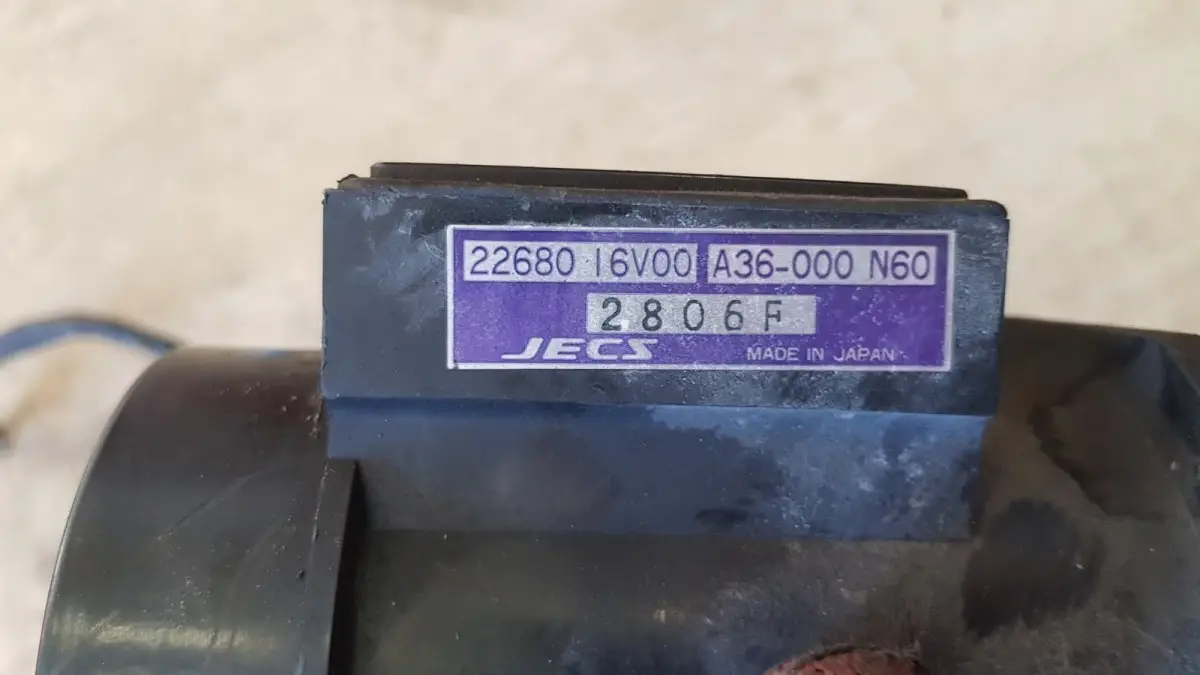 22680 16V00 A36-000 N60
2806F
JECS MADE IN JAPAN